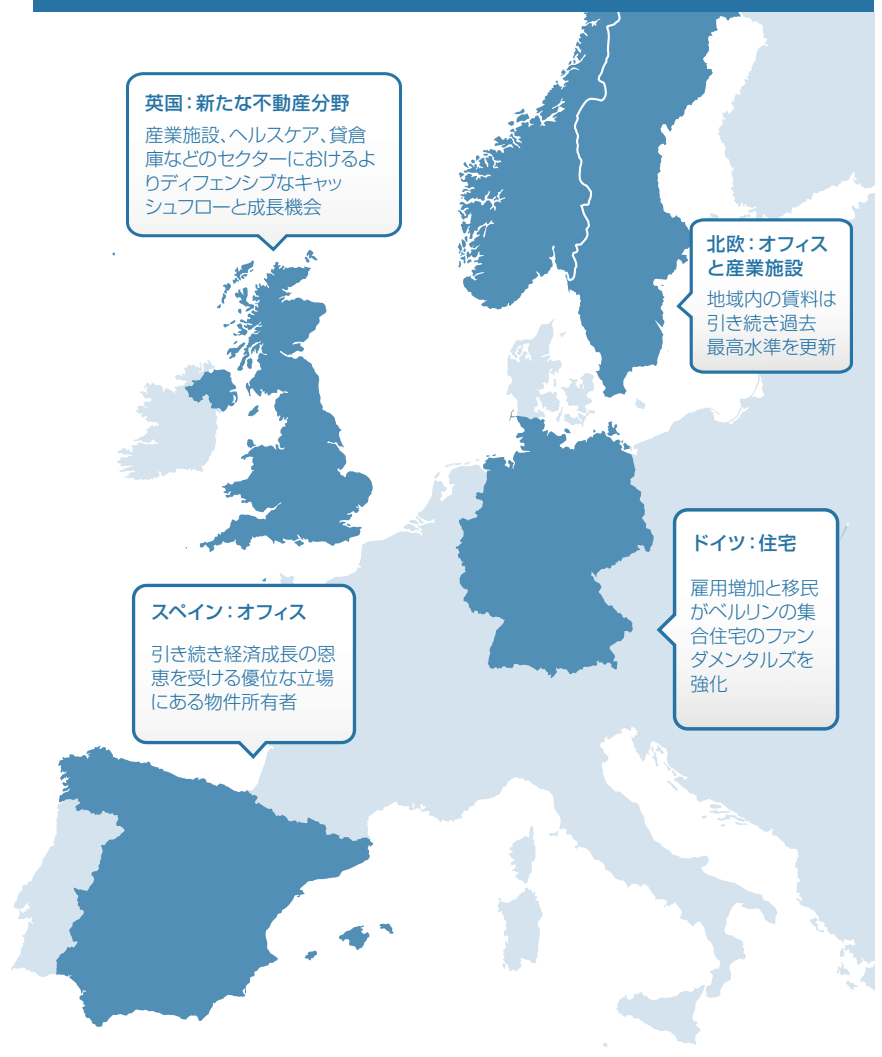 英国：新たな不動産分野
産業施設、ヘルスケア、貸倉
庫などのセクターにおけるよ
りディフェンシブなキャッ
シュフローと成長機会
北欧：オフィス
と産業施設
地域内の賃料は
引き続き過去
最高水準を更新
ドイツ：住宅
雇用増加と移民
がベルリンの集
合住宅のファン
ダメンタルズを
強化
スペイン：オフィス
引き続き経済成長の恩
恵を受ける優位な立場
にある物件所有者